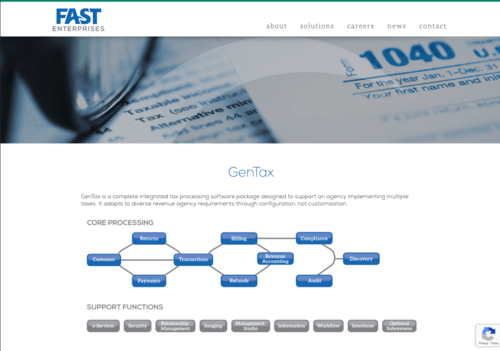 FAST
ENTERPRISES
about solutions careers news contact
Form 1040
For the year Jan. 1–Dec. 31
Your first name and
Taxable
Tax (see
Alternative min
Add lines 44
GenTax
GenTax is a complete integrated tax processing software package designed to support an agency implementing multiple
taxes. It adapts to diverse revenue agency requirements through configuration, not customization.
CORE PROCESSING
Returns Billing Compliance
Customer Transactions Revenue
Accounting Discovery
Payments Refunds Audit
SUPPORT FUNCTIONS
e-Services Security Relationship
Management Imaging Management
Studio Information Workflow Interfaces Optional
Subsystems
Privacy - Terms